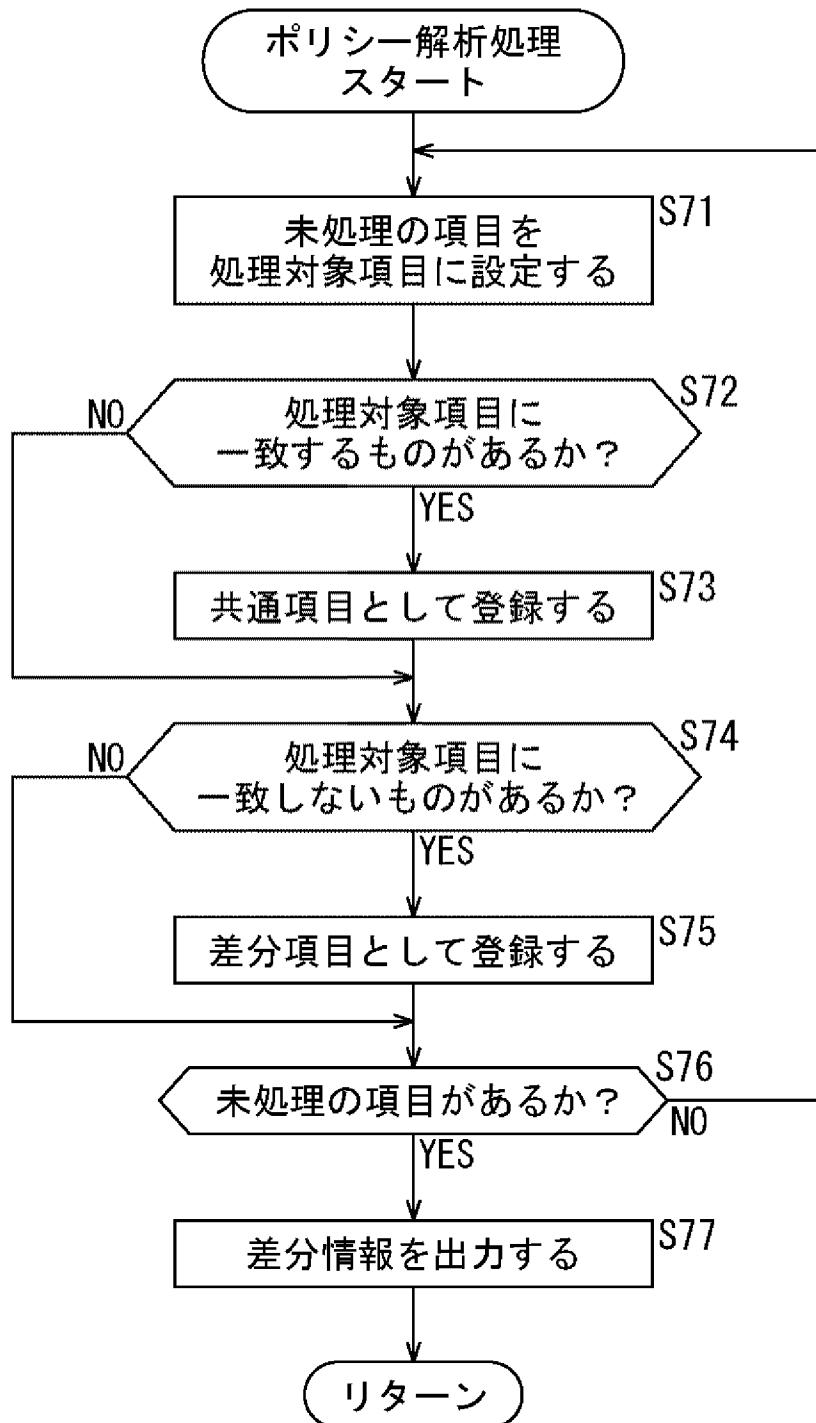 ポリシー解析処理
スタート
S71
未処理の項目を
処理対象項目に設定する
S72
NO
処理対象項目に
一致するものがあるか？
YES
S73
共通項目として登録する
S74
NO
処理対象項目に
一致しないものがあるか？
YES
S75
差分項目として登録する
S76
未処理の項目があるか？
NO
YES
S77
差分情報を出力する
リターン